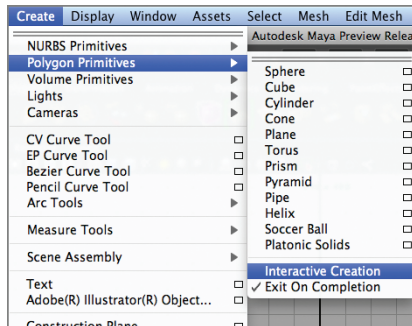 Create Display Window Assets Select Mesh Edit Mesh
Autodesk Maya Preview Relea
NURBS Primitives
Polygon Primitives
Volume Primitives
Lights
Cameras
CV Curve Tool
EP Curve Tool
Bezier Curve Tool
Pencil Curve Tool
Arc Tools
Measure Tools
Scene Assembly
Text
Adobe(R) Illustrator(R) Object...
Construction Plane
Sphere
Cube
Cylinder
Cone
Plane
Torus
Prism
Pyramid
Pipe
Helix
Soccer Ball
Platonic Solids
Interactive Creation
✓ Exit On Completion